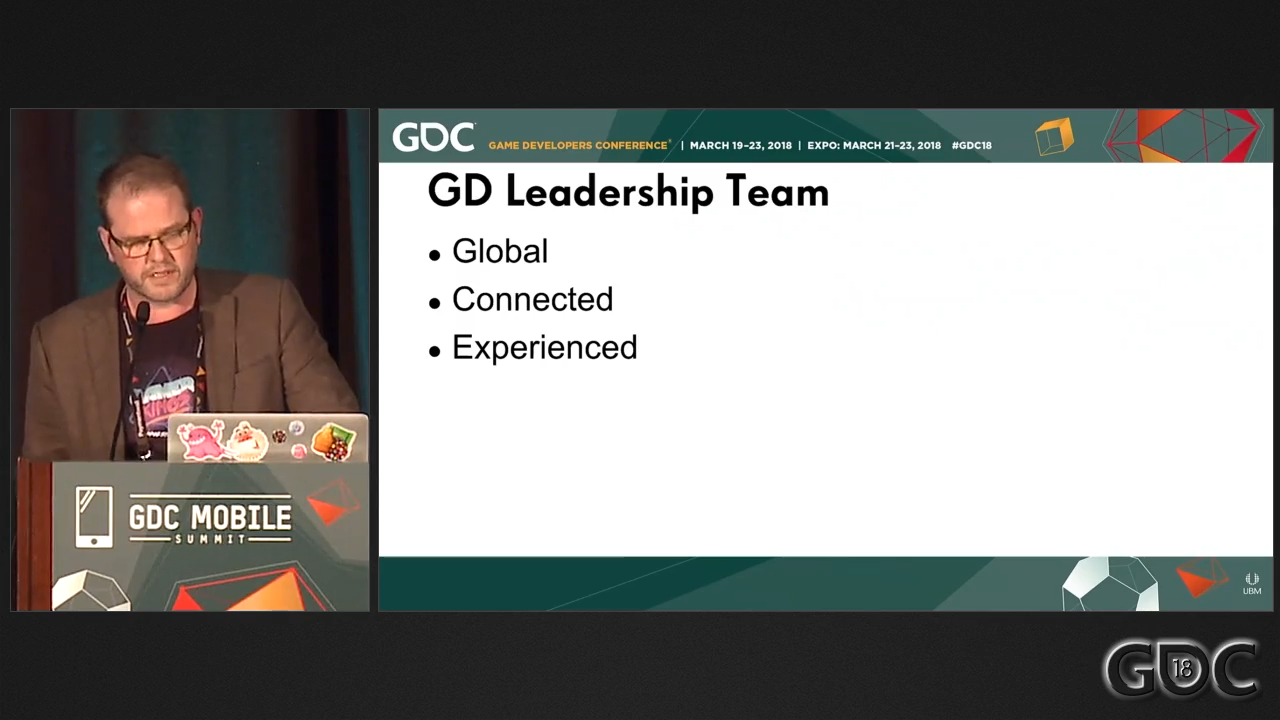 GDC
GAME DEVELOPERS CONFERENCE® | MARCH 19–23, 2018 | EXPO: MARCH 21–23, 2018 #GDC18
GD Leadership Team
• Global
• Connected
• Experienced
GDC MOBILE
SUMMIT
UBM
GDC
18